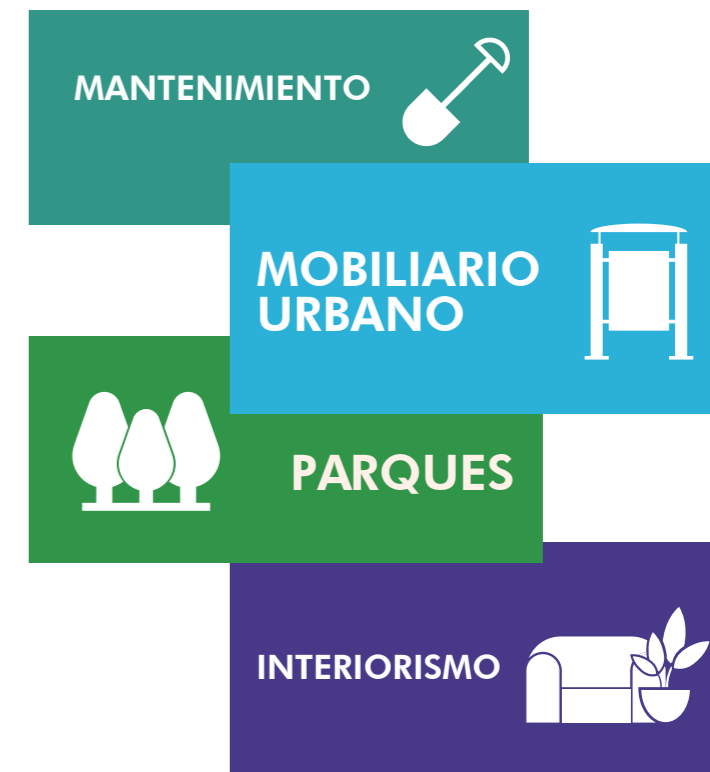 MANTENIMIENTO
MOBILIARIO
URBANO
PARQUES
INTERIORISMO